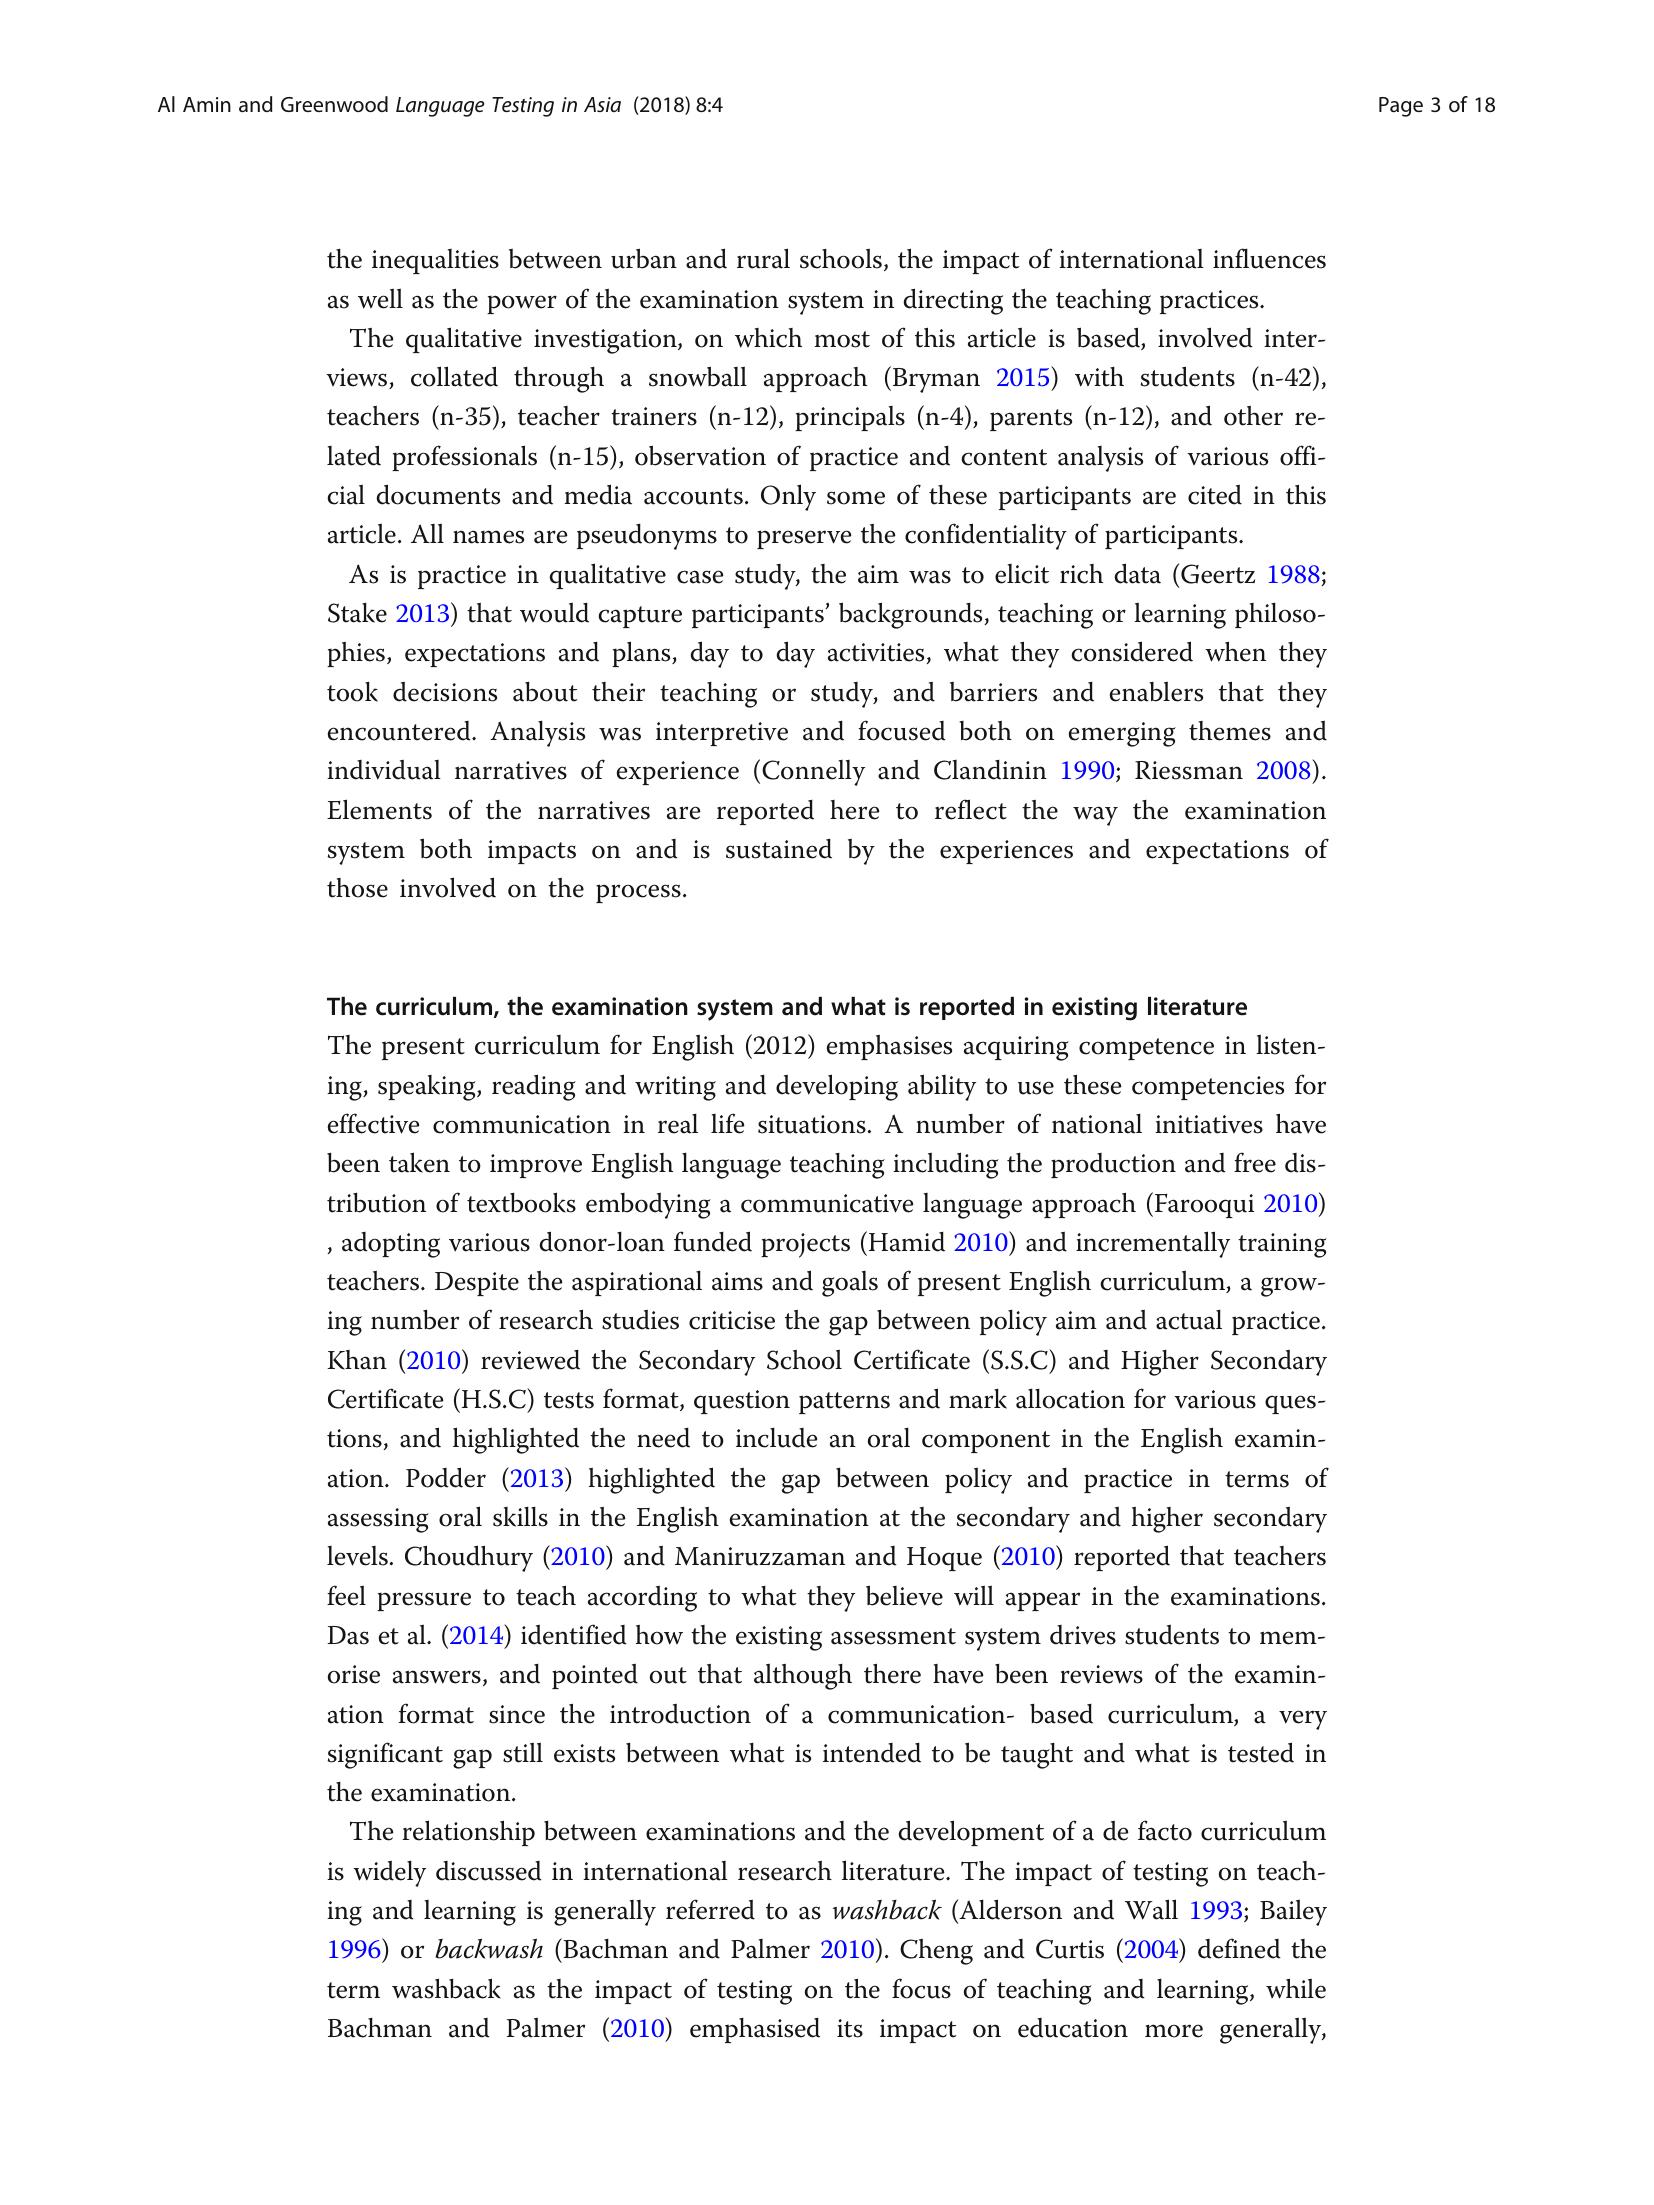 Al Amin and Greenwood Language Testing in Asia (2018) 8:4
Page 3 of 18
the inequalities between urban and rural schools, the impact of international influences
as well as the power of the examination system in directing the teaching practices.
The qualitative investigation, on which most of this article is based, involved inter-
views, collated through a snowball approach (Bryman 2015) with students (n-42),
teachers (n-35), teacher trainers (n-12), principals (n-4), parents (n-12), and other re-
lated professionals (n-15), observation of practice and content analysis of various offi-
cial documents and media accounts. Only some of these participants are cited in this
article. All names are pseudonyms to preserve the confidentiality of participants.
As is practice in qualitative case study, the aim was to elicit rich data (Geertz 1988;
Stake 2013) that would capture participants’ backgrounds, teaching or learning philoso-
phies, expectations and plans, day to day activities, what they considered when they
took decisions about their teaching or study, and barriers and enablers that they
encountered. Analysis was interpretive and focused both on emerging themes and
individual narratives of experience (Connelly and Clandinin 1990; Riessman 2008).
Elements of the narratives are reported here to reflect the way the examination
system both impacts on and is sustained by the experiences and expectations of
those involved on the process.
The curriculum, the examination system and what is reported in existing literature
The present curriculum for English (2012) emphasises acquiring competence in listen-
ing, speaking, reading and writing and developing ability to use these competencies for
effective communication in real life situations. A number of national initiatives have
been taken to improve English language teaching including the production and free dis-
tribution of textbooks embodying a communicative language approach (Farooqui 2010)
, adopting various donor-loan funded projects (Hamid 2010) and incrementally training
teachers. Despite the aspirational aims and goals of present English curriculum, a grow-
ing number of research studies criticise the gap between policy aim and actual practice.
Khan (2010) reviewed the Secondary School Certificate (S.S.C) and Higher Secondary
Certificate (H.S.C) tests format, question patterns and mark allocation for various ques-
tions, and highlighted the need to include an oral component in the English examin-
ation. Podder (2013) highlighted the gap between policy and practice in terms of
assessing oral skills in the English examination at the secondary and higher secondary
levels. Choudhury (2010) and Maniruzzaman and Hoque (2010) reported that teachers
feel pressure to teach according to what they believe will appear in the examinations.
Das et al. (2014) identified how the existing assessment system drives students to mem-
orise answers, and pointed out that although there have been reviews of the examin-
ation format since the introduction of a communication- based curriculum, a very
significant gap still exists between what is intended to be taught and what is tested in
the examination.
The relationship between examinations and the development of a de facto curriculum
is widely discussed in international research literature. The impact of testing on teach-
ing and learning is generally referred to as washback (Alderson and Wall 1993; Bailey
1996) or backwash (Bachman and Palmer 2010). Cheng and Curtis (2004) defined the
term washback as the impact of testing on the focus of teaching and learning, while
Bachman and Palmer (2010) emphasised its impact on education more generally,